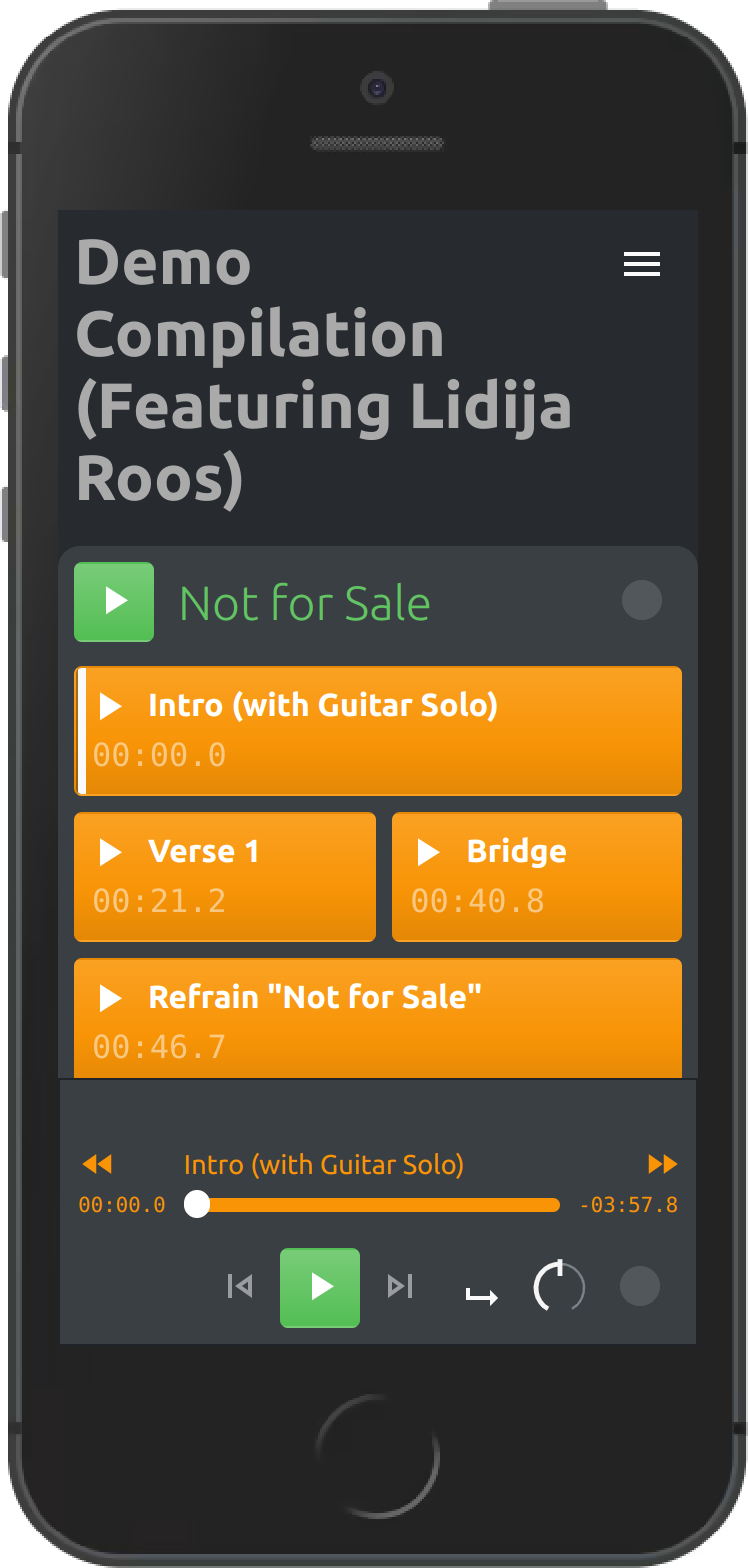 Demo
Compilation
(Featuring Lidija
Roos)
Not for Sale
Intro (with Guitar Solo)
00:00.0
Verse 1
00:21.2
Bridge
00:40.8
Refrain "Not for Sale"
00:46.7
Intro (with Guitar Solo)
00:00.0
-03:57.8